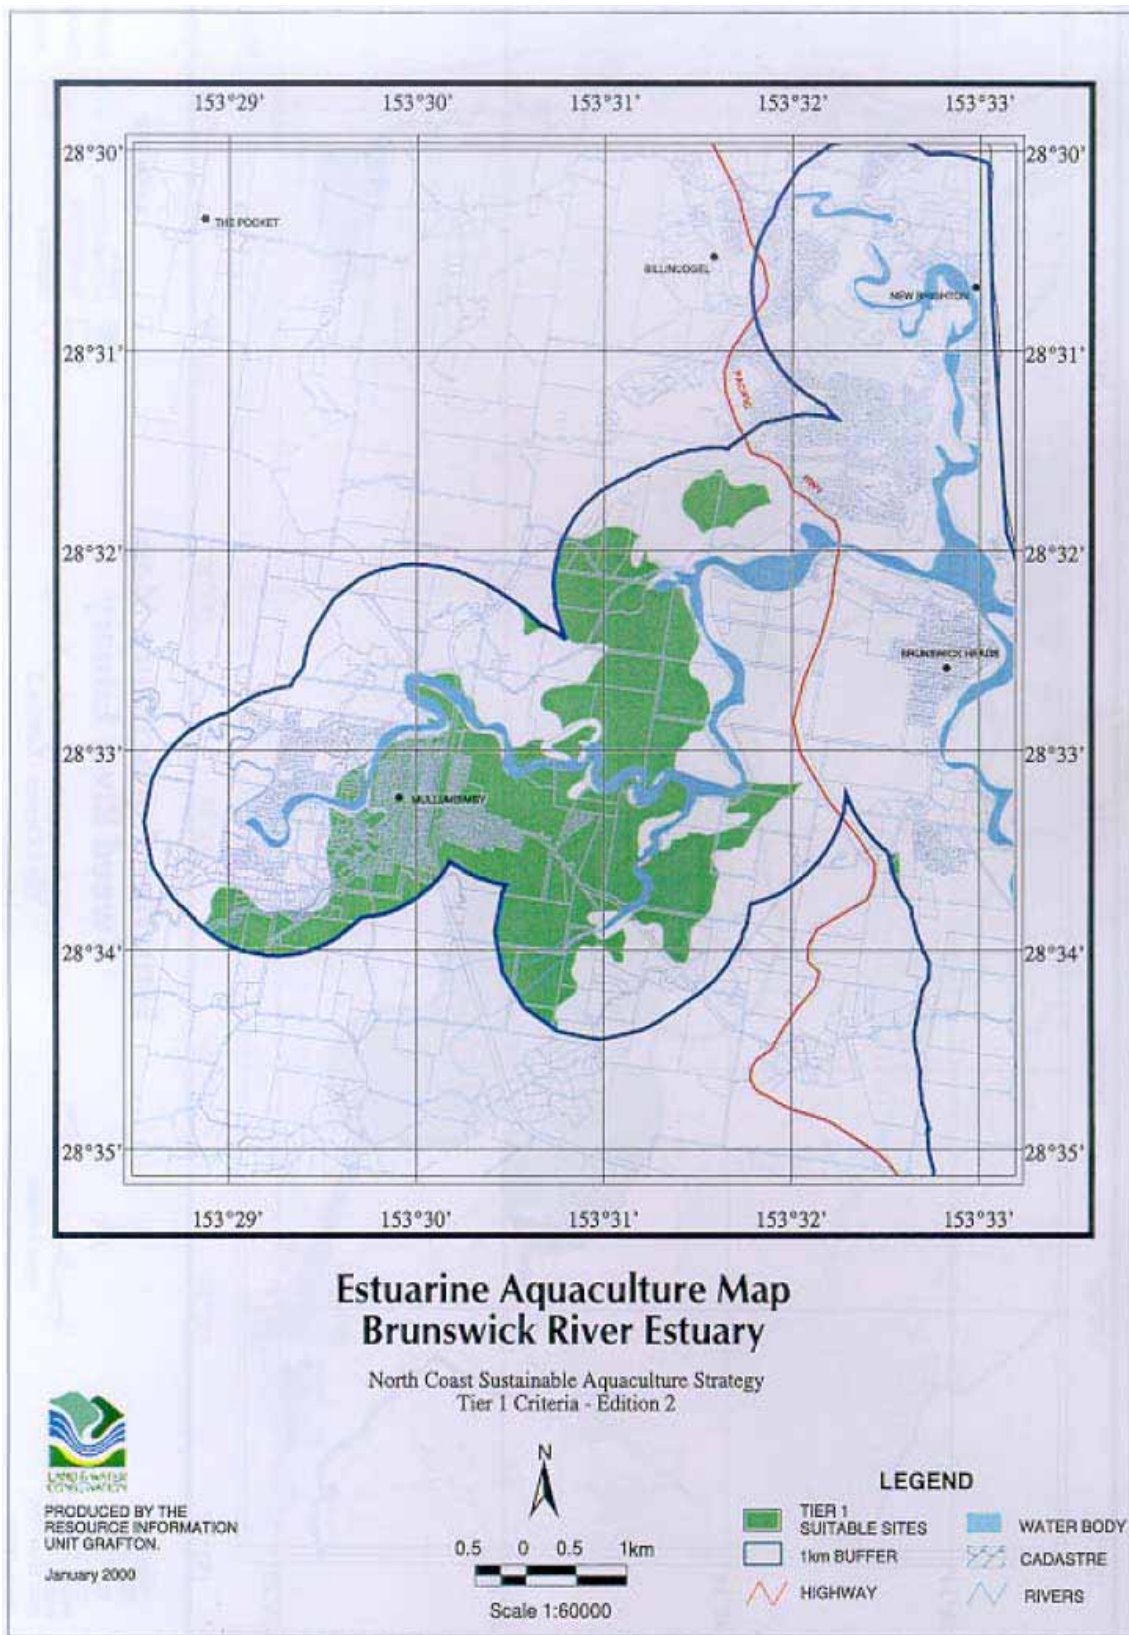 153°29' 153°30' 153°31' 153°32' 153°33'
28°30' 28°30'
THE POCKET
BILLINUDGEL
NEW BRIGHTON
28°31' 28°31'
PACIFIC
HWY
28°32' 28°32'
BRUNSWICK HEADS
28°33' 28°33'
MULLUMBIMBY
28°34' 28°34'
28°35' 28°35'
153°29' 153°30' 153°31' 153°32' 153°33'
Estuarine Aquaculture Map
Brunswick River Estuary
North Coast Sustainable Aquaculture Strategy
Tier 1 Criteria - Edition 2
LAND & WATER
CONSERVATION
PRODUCED BY THE
RESOURCE INFORMATION
UNIT GRAFTON.
January 2000
N
0.5 0 0.5 1km
Scale 1:60000
LEGEND
TIER 1
SUITABLE SITES
1km BUFFER
HIGHWAY
WATER BODY
CADASTRE
RIVERS